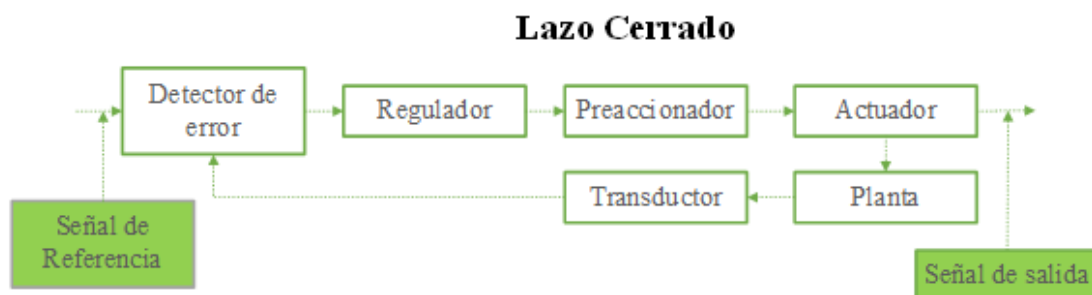 Lazo Cerrado
Detector de
error
Regulador
Preaccionador
Actuador
Transductor
Planta
Señal de
Referencia
Señal de salida